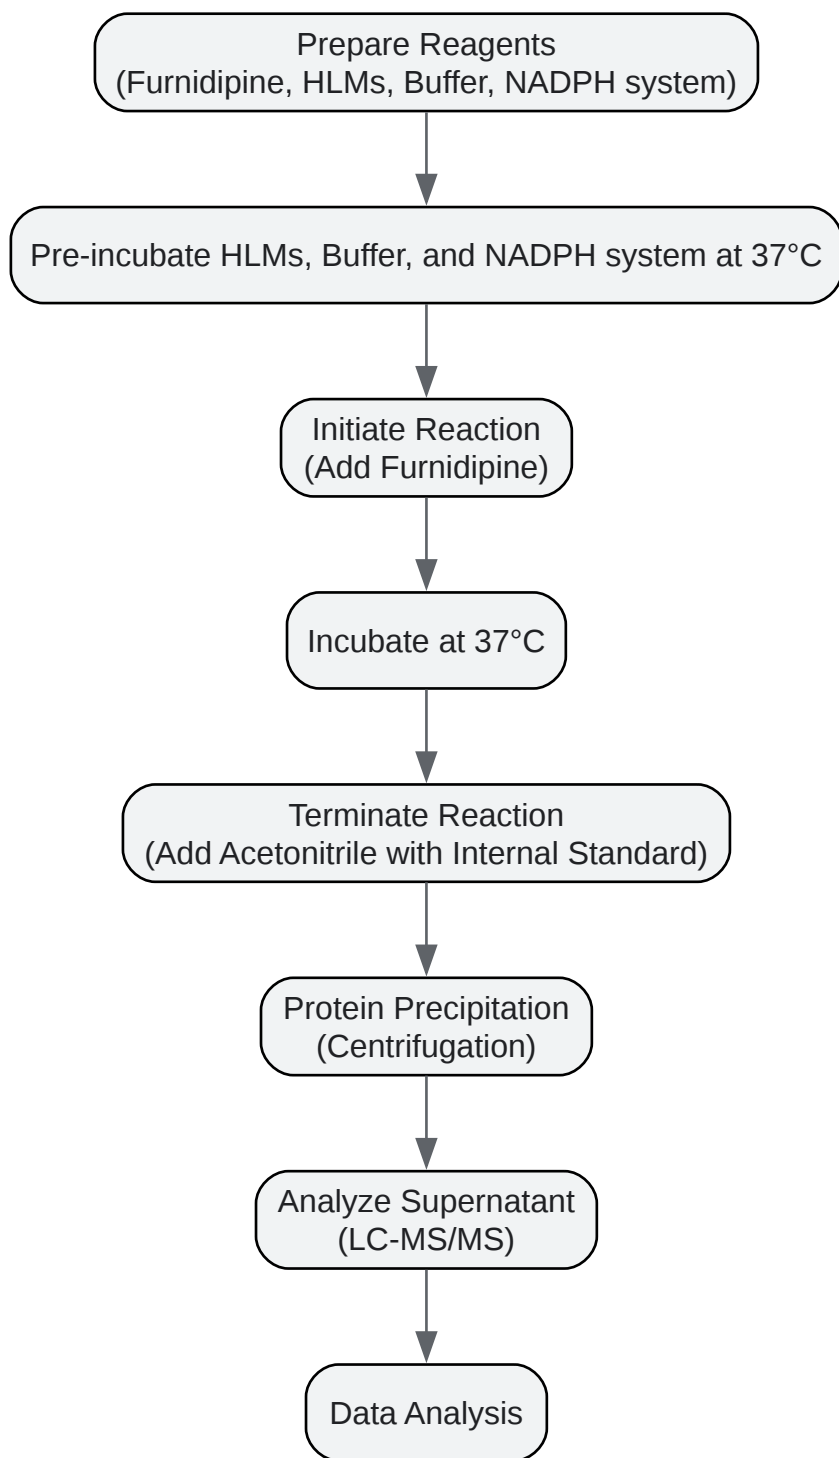 Prepare Reagents
(Furnidipine, HLMs, Buffer, NADPH system)
Pre-incubate HLMs, Buffer, and NADPH system at 37°C
Initiate Reaction
(Add Furnidipine)
Incubate at 37°C
Terminate Reaction
(Add Acetonitrile with Internal Standard)
Protein Precipitation
(Centrifugation)
Analyze Supernatant
(LC-MS/MS)
Data Analysis